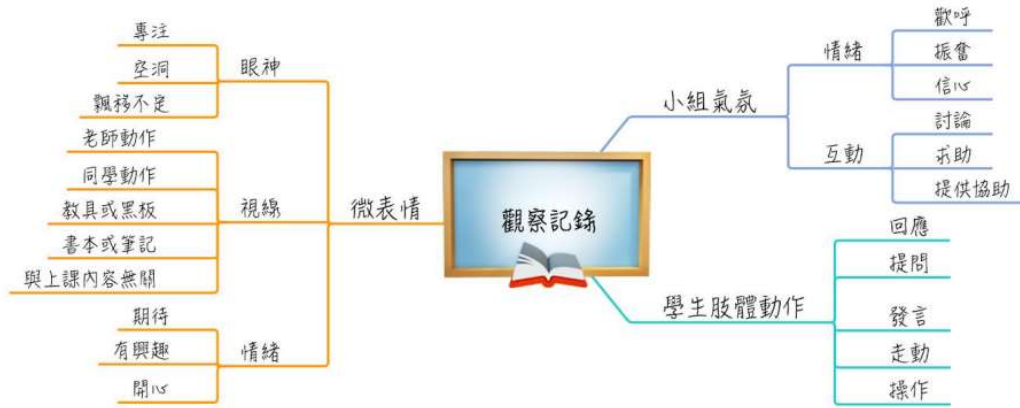 觀察記錄
微表情
眼神
專注
空洞
飄移不定
視線
老師動作
同學動作
教具或黑板
書本或筆記
與上課內容無關
情緒
期待
有興趣
開心
小組氣氛
情緒
歡呼
振奮
信心
互動
討論
求助
提供協助
學生肢體動作
回應
提問
發言
走動
操作